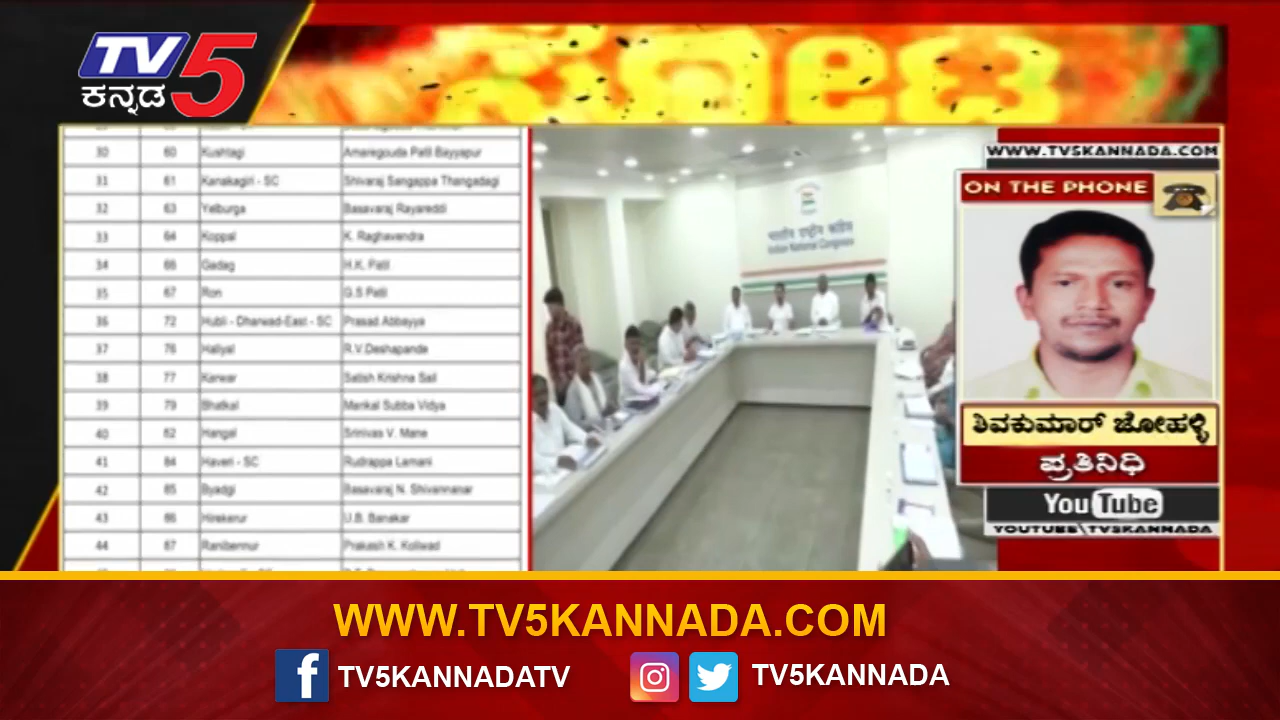 TV5
ಕನ್ನಡ
ಸ್ಫೋಟ
30 60 Kushtagi Amaregouda Patil Bayyapur
31 61 Kanakagiri - SC Shivaraj Sangappa Thangadagi
32 63 Yelburga Basavaraj Rayareddi
33 64 Koppal K. Raghavendra
34 66 Gadag H.K. Patil
35 67 Ron G.S Patil
36 72 Hubli - Dharwad-East - SC Prasad Abbayya
37 76 Haliyal R.V.Deshapande
38 77 Karwar Satish Krishna Sail
39 79 Bhatkal Mankal Subba Vidya
40 82 Hangal Srinivas V. Mane
41 84 Haveri - SC Rudrappa Lamani
42 85 Byadgi Basavaraj N. Shivannanar
43 86 Hirekerur U.B. Banakar
44 87 Ranibennur Prakash K. Koliwad
भारतीय राष्ट्रीय कांग्रेस
Indian National Congress
WWW.TV5KANNADA.COM
ON THE PHONE
ಶಿವಕುಮಾರ್ ಜೋಹಳ್ಳಿ
ಪ್ರತಿನಿಧಿ
YouTube
YOUTUBE\TV5KANNADA
WWW.TV5KANNADA.COM
f TV5KANNADATV TV5KANNADA